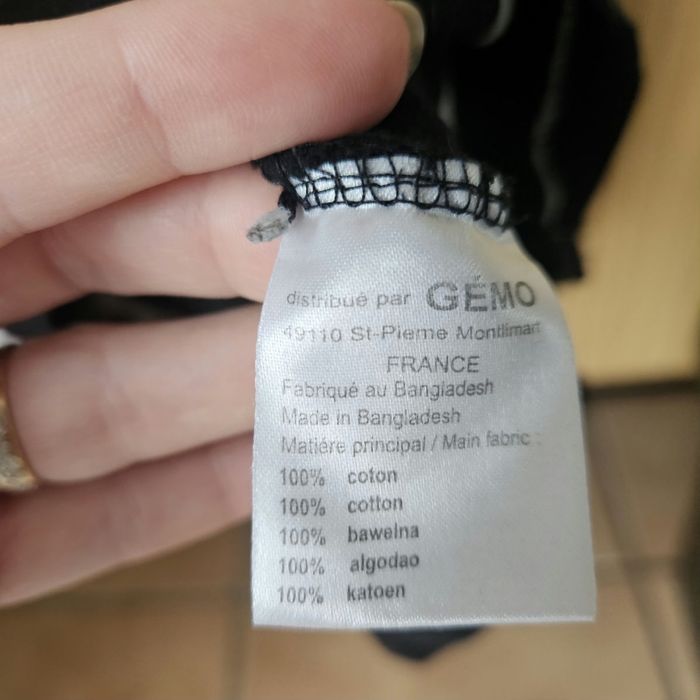 distribué par GÉMO
49110 St-Pierre Montlimart
FRANCE
Fabriqué au Bangladesh
Made in Bangladesh
Matiére principal / Main fabric :
100% coton
100% cotton
100% bawelna
100% algodao
100% katoen